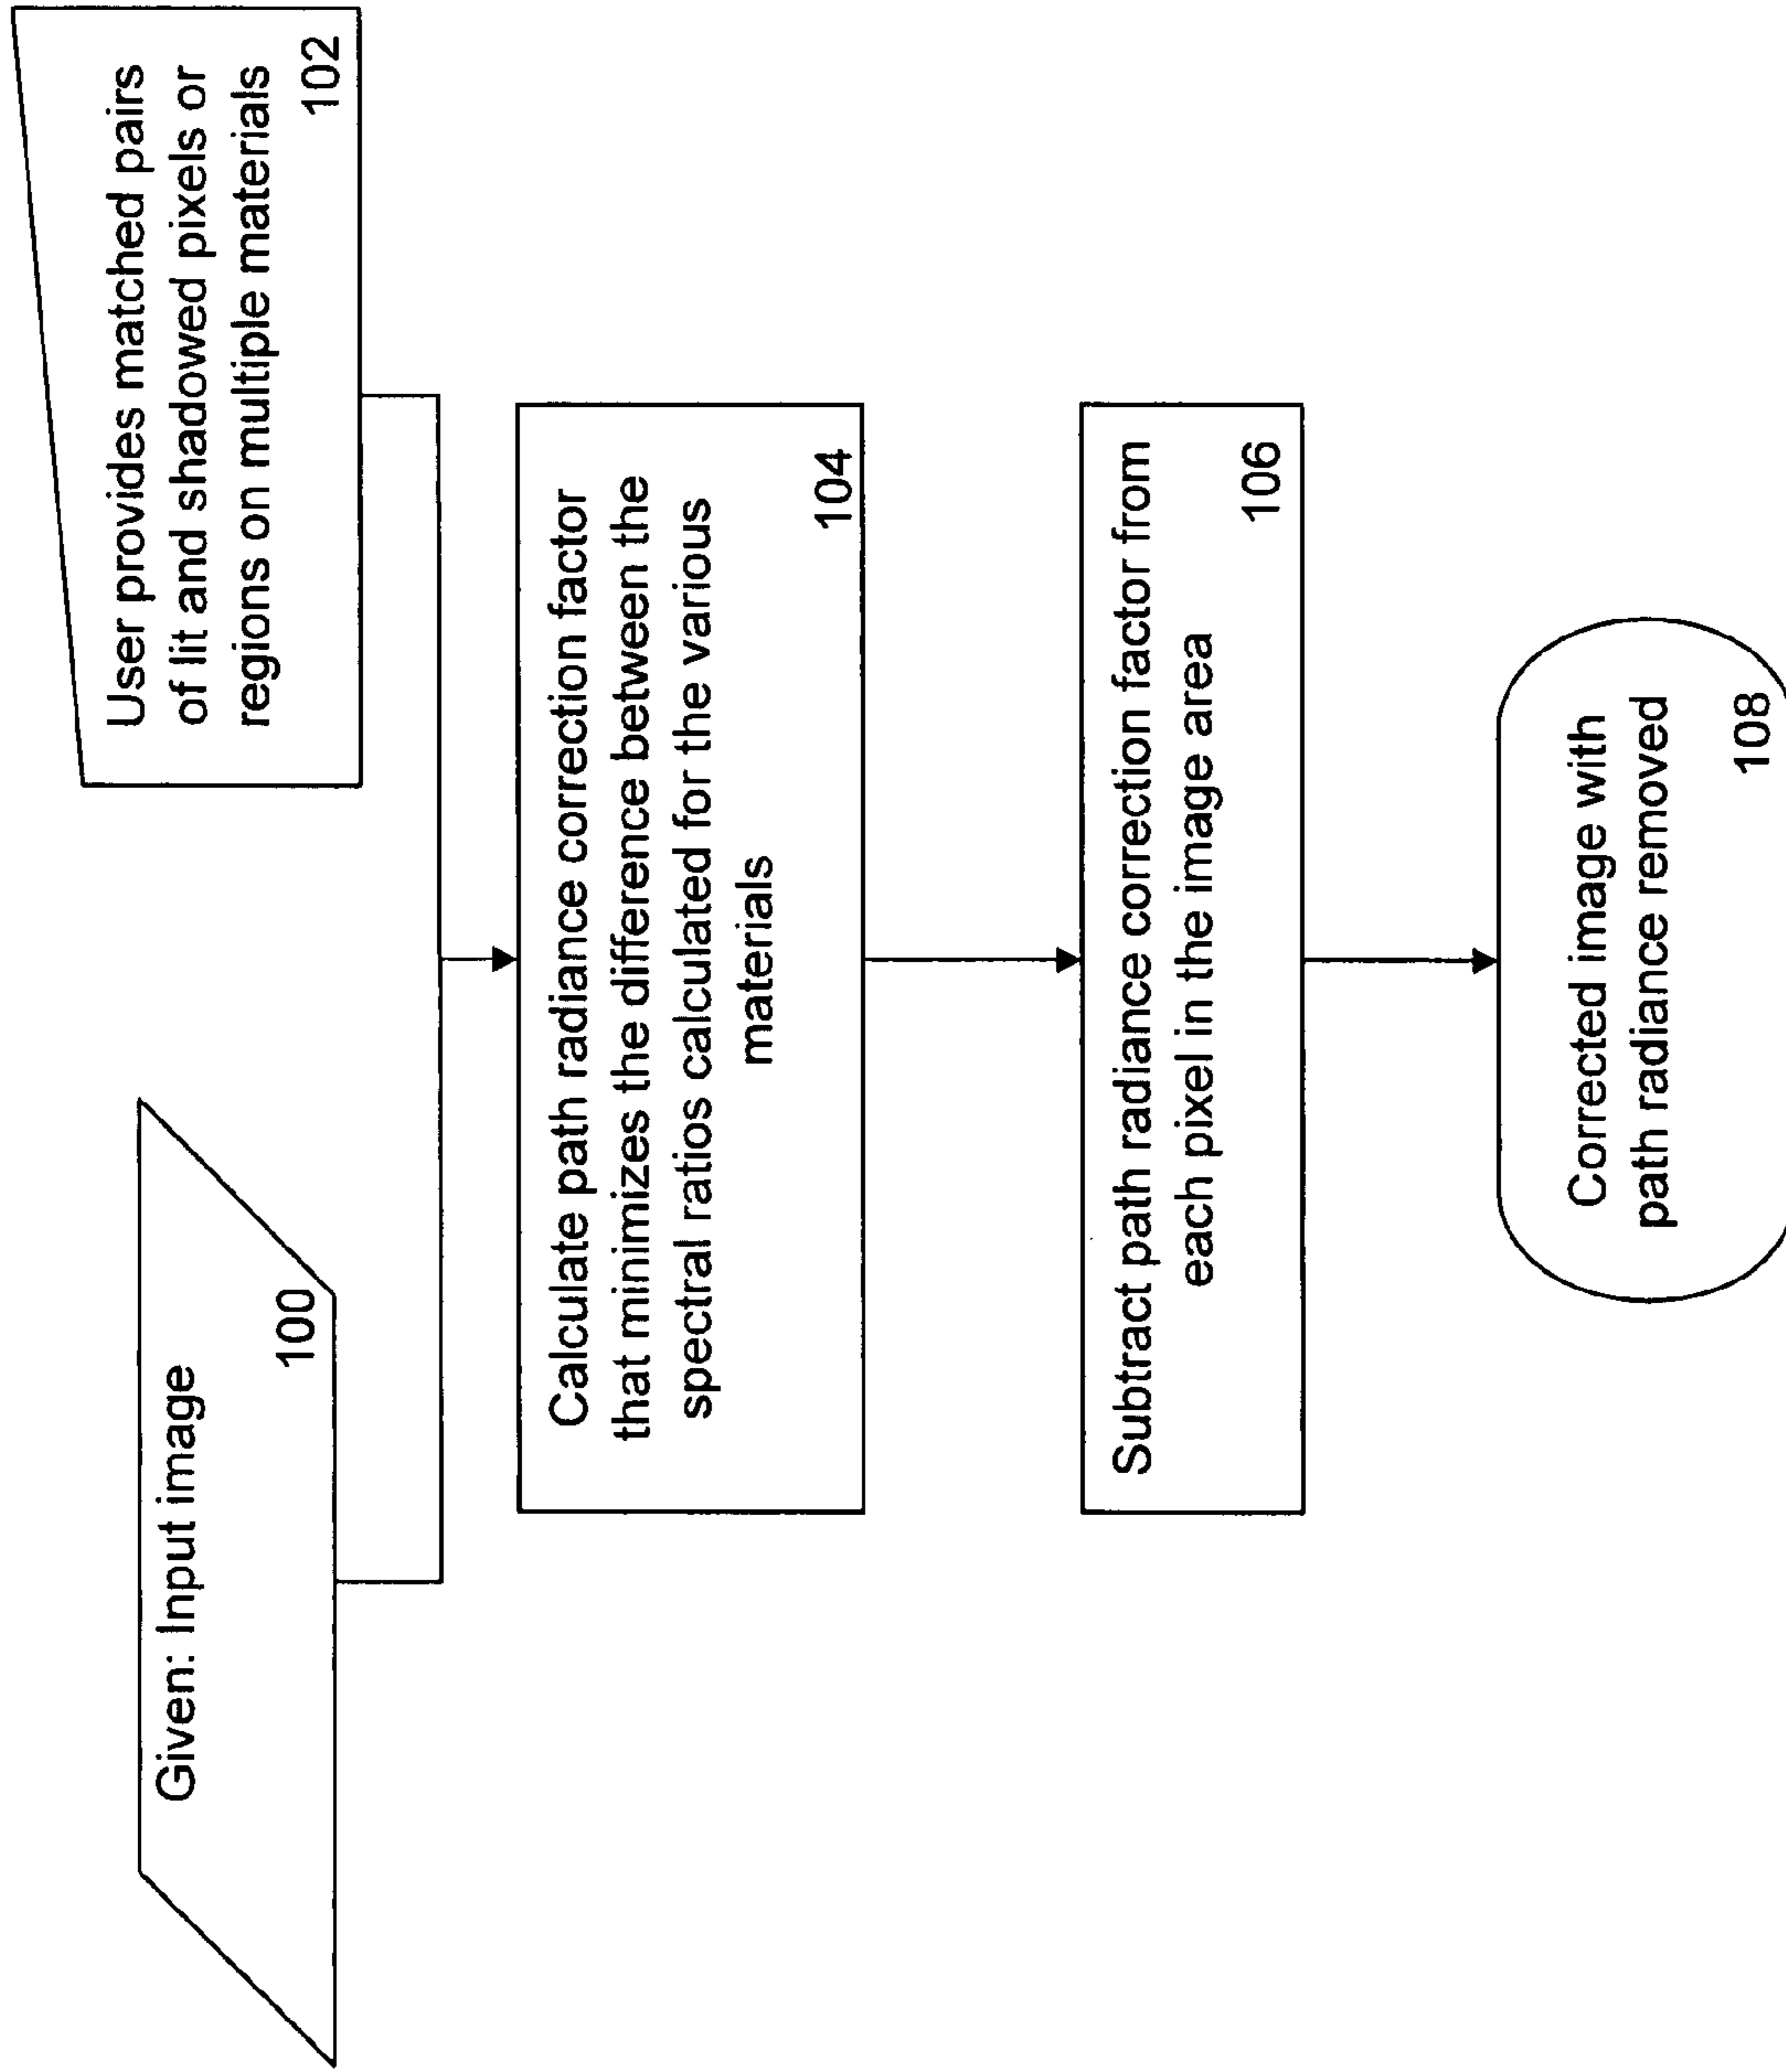 Given: Input image
100
User provides matched pairs
of lit and shadowed pixels or
regions on multiple materials
102
Calculate path radiance correction factor
that minimizes the difference between the
spectral ratios calculated for the various
materials
104
Subtract path radiance correction factor from
each pixel in the image area
106
Corrected image with
path radiance removed
108